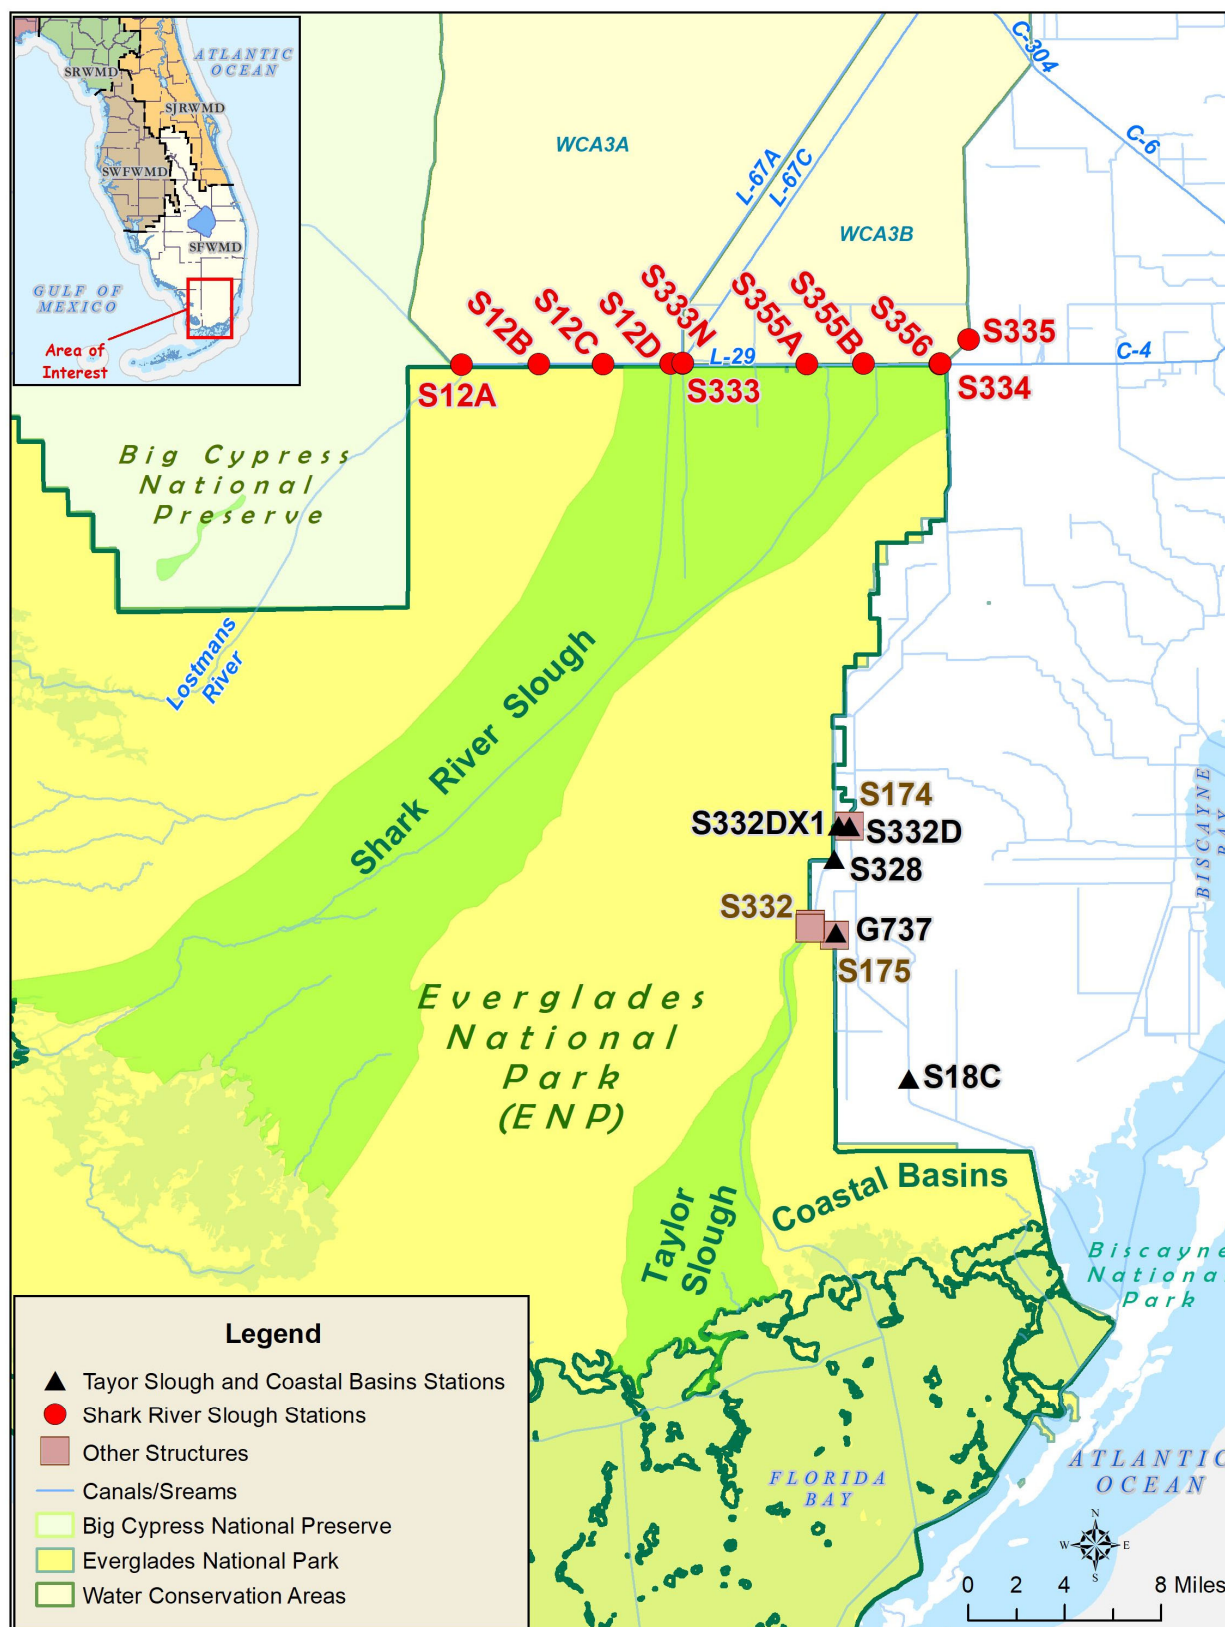 ATLANTIC
OCEAN
SRWMD
SJRWMD
SWFWMD
SFWMD
GULF OF
MEXICO
Area of
Interest
C-304
C-6
WCA3A
L-67A
L-67C
WCA3B
S12B
S12C
S12D
S333N
S355A
S355B
S356
S335
L-29
C-4
S12A
S333
S334
Big Cypress
National
Preserve
Lostmans
River
Shark River Slough
BISCAYNE
BAY
S174
S332DX1
S332D
S328
S332
G737
S175
Everglades
National
Park
(ENP)
S18C
Coastal Basins
Taylor
Slough
Biscayne
National
Park
Legend
Tayor Slough and Coastal Basins Stations
Shark River Slough Stations
Other Structures
Canals/Sreams
Big Cypress National Preserve
Everglades National Park
Water Conservation Areas
FLORIDA
BAY
ATLANTIC
OCEAN
N
W E
S
0 2 4 8 Miles